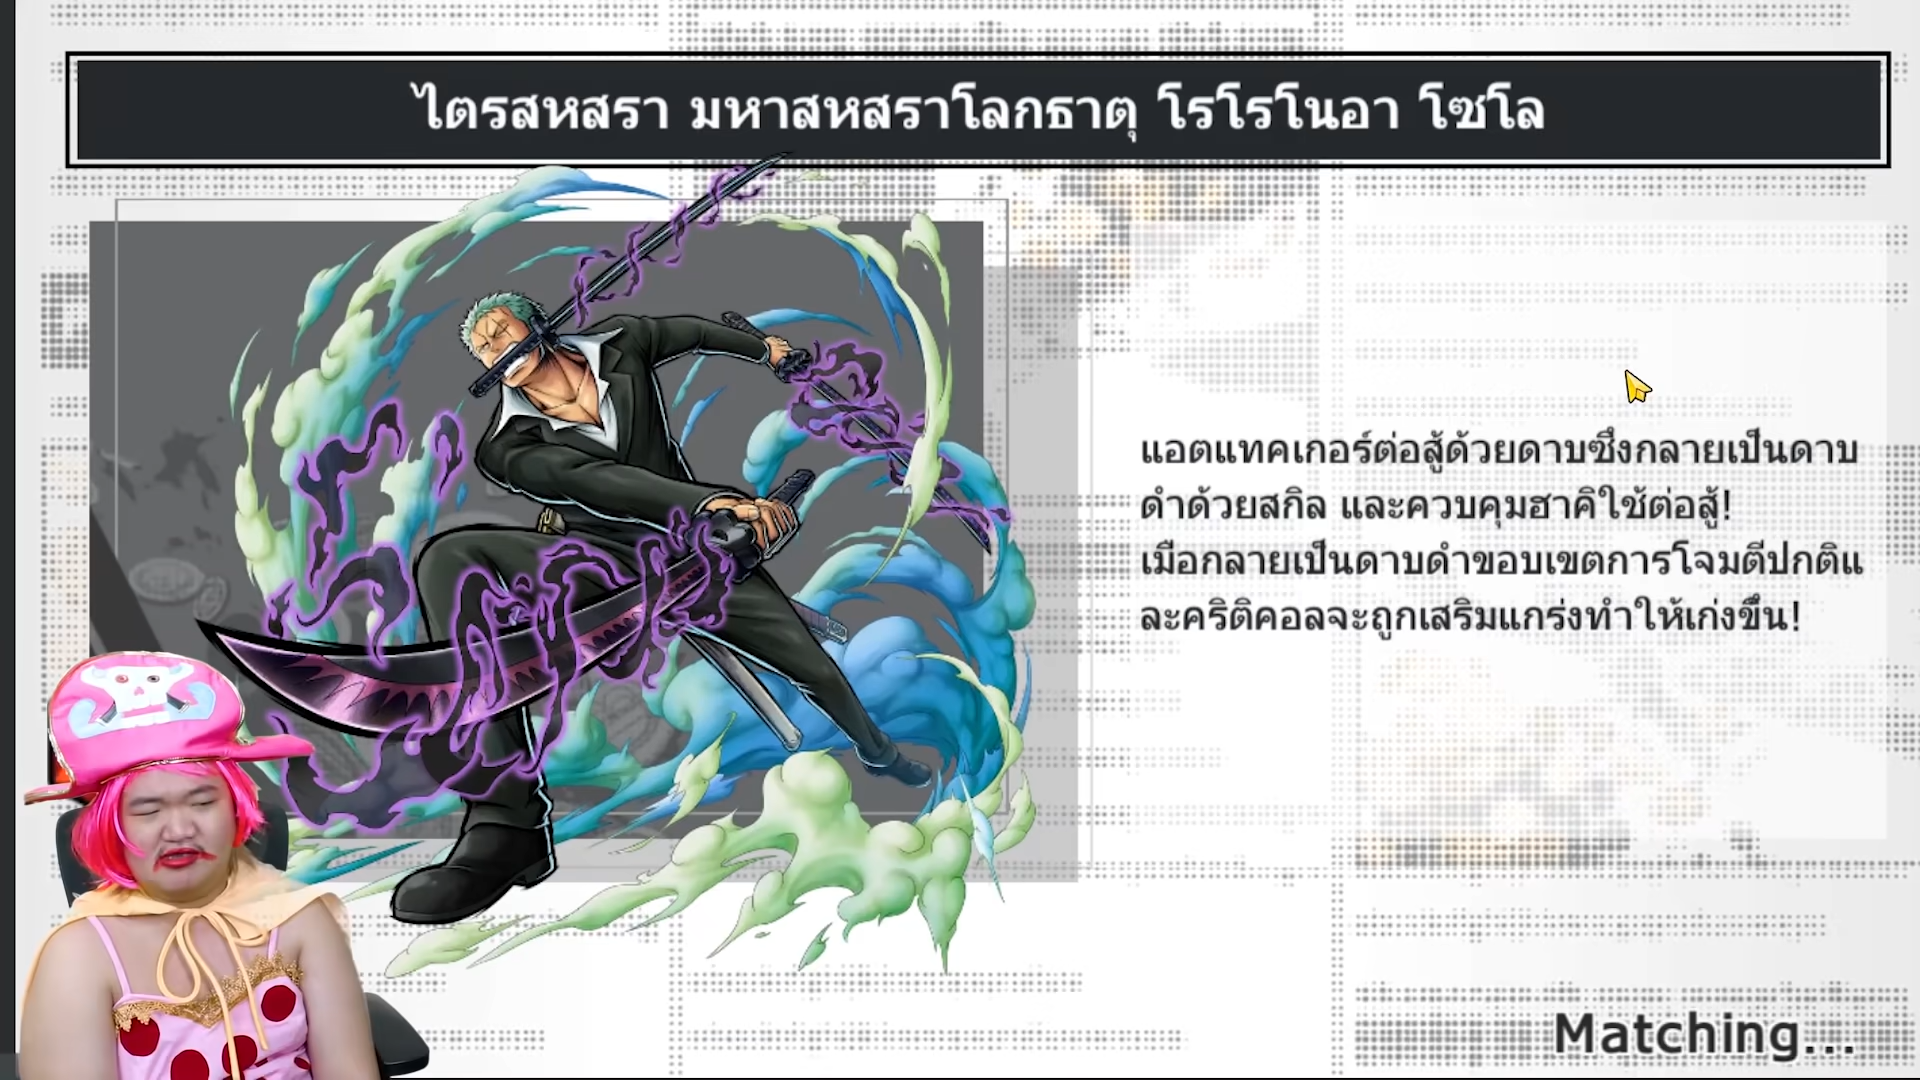 ไตรสหสรา มหาสหสราโลกธาตุ โรโรโนอา โซโล
แอตแทคเกอร์ต่อสู้ด้วยดาบซึ่งกลายเป็นดาบ
ดำด้วยสกิล และควบคุมฮาคิใช้ต่อสู้!
เมื่อกลายเป็นดาบดำขอบเขตการโจมตีปกติแ
ละคริติคอลจะถูกเสริมแกร่งทำให้เก่งขึ้น!
Matching...